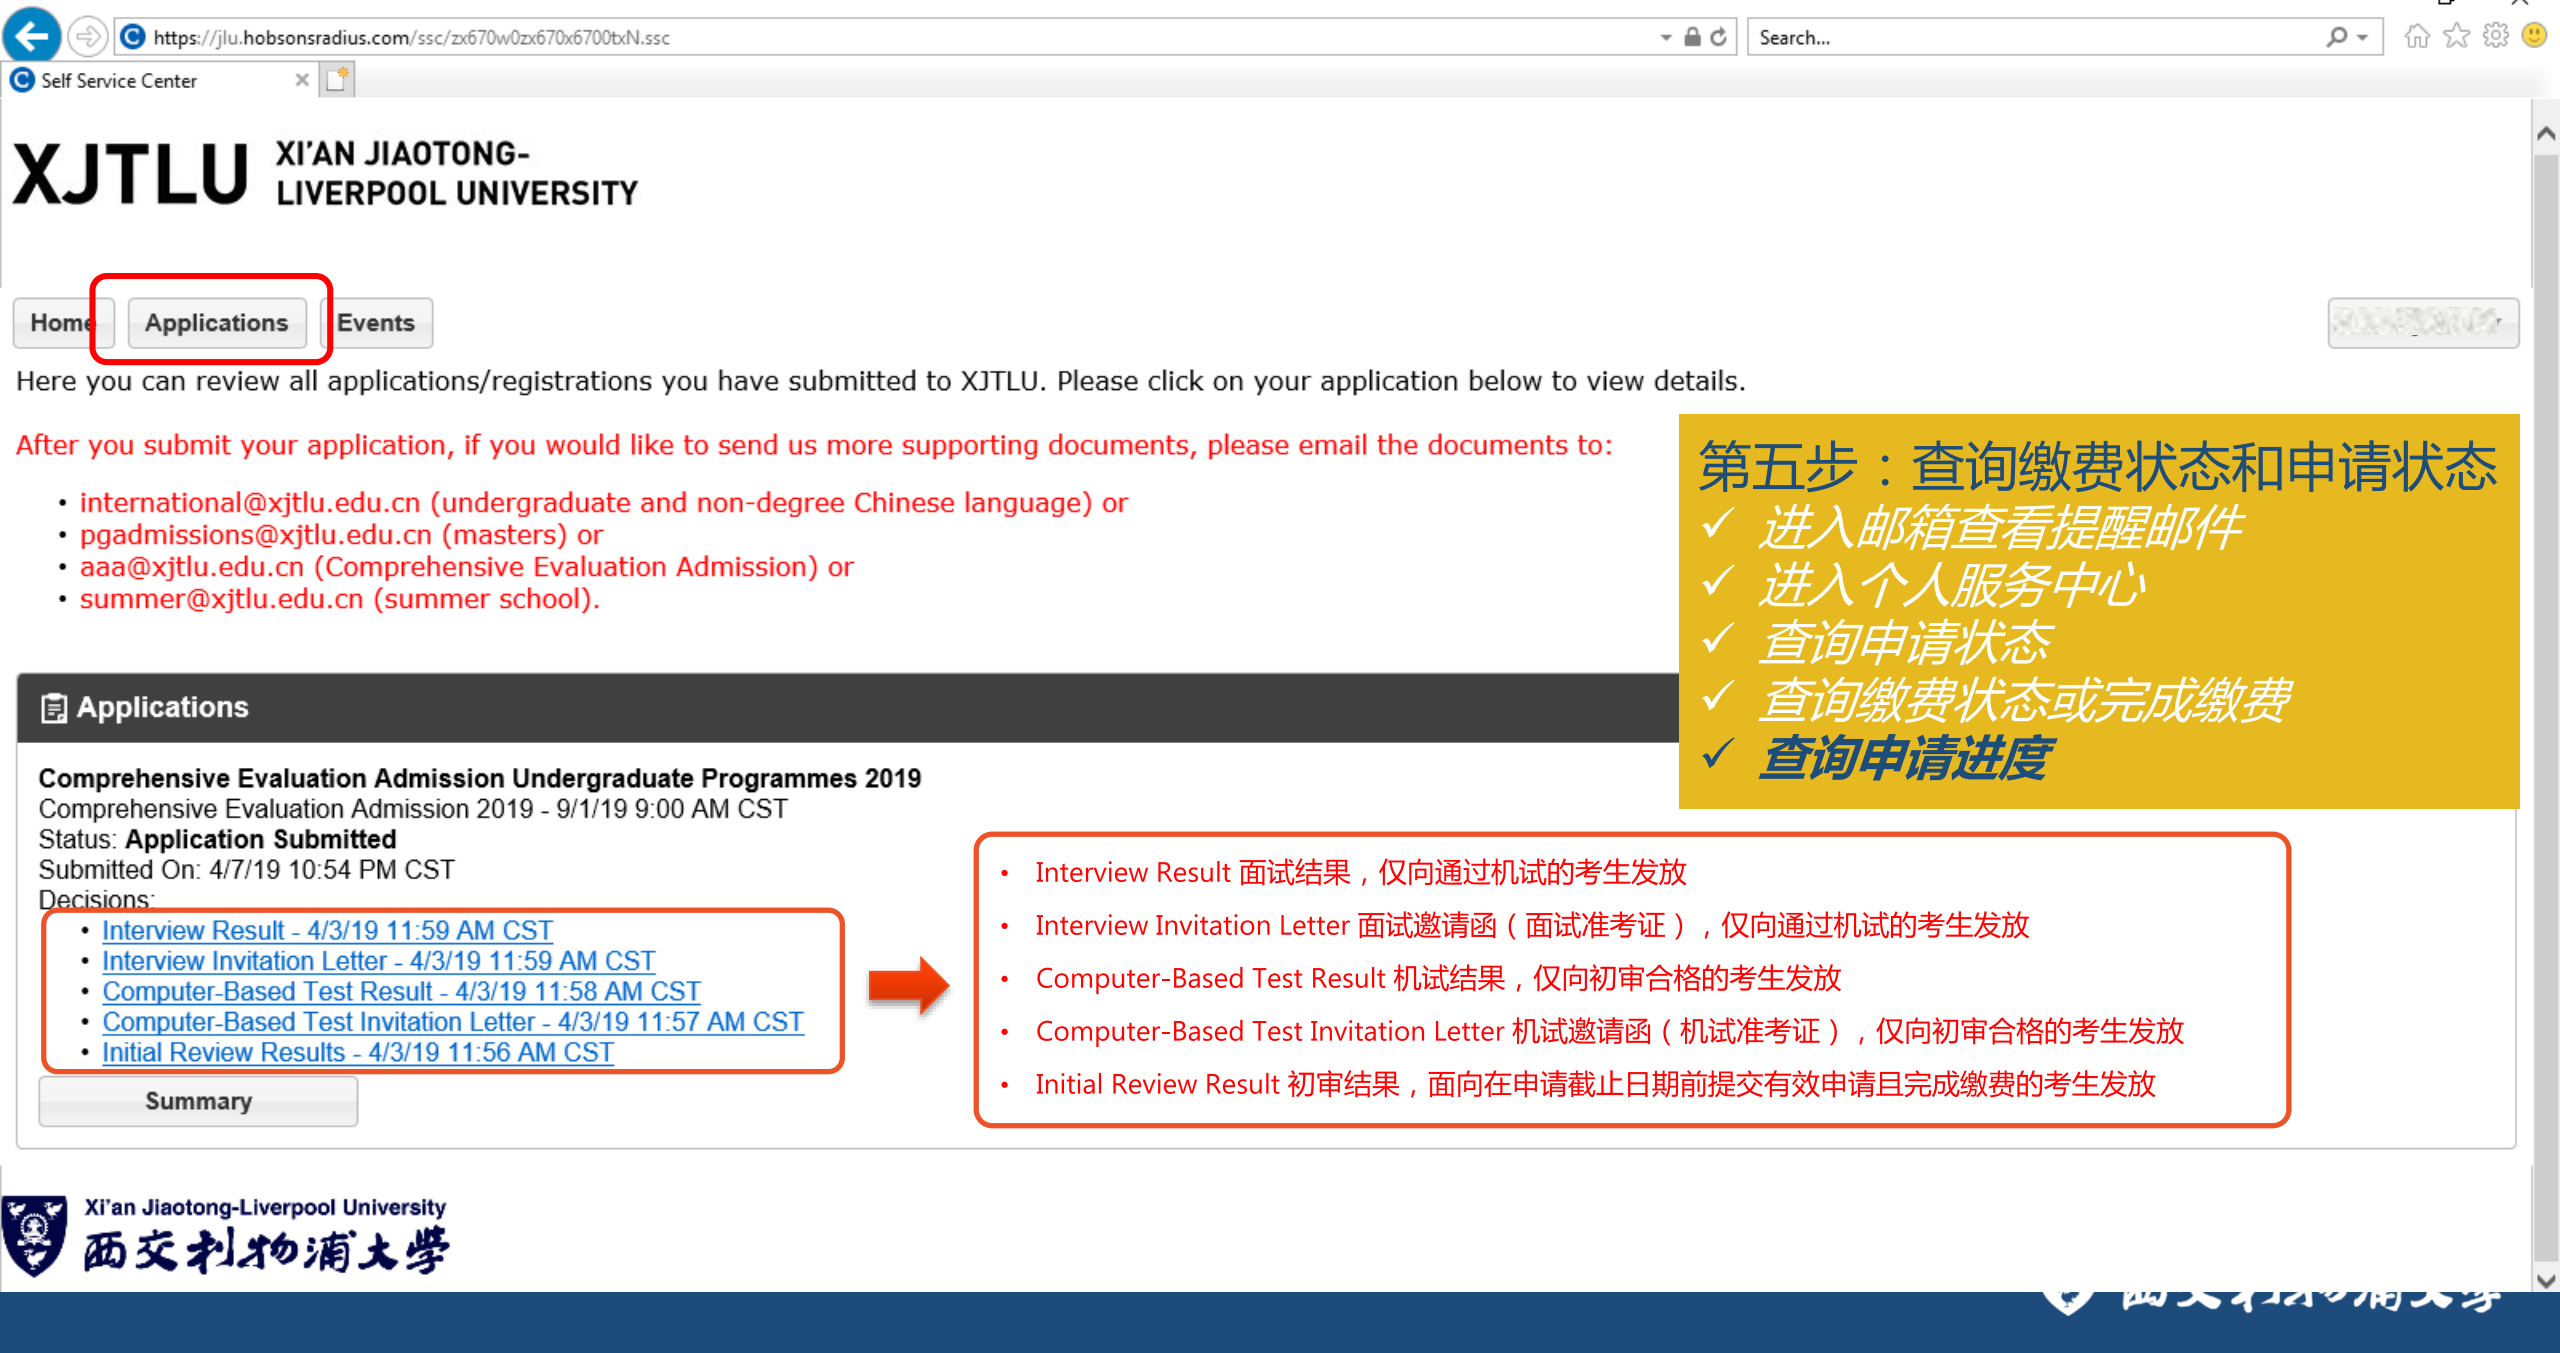 https://jlu.hobsonsradius.com/ssc/zx670w0zx670x6700txN.ssc
Search...
Self Service Center
XJTLU XI'AN JIAOTONG-
LIVERPOOL UNIVERSITY
Home Applications Events
Here you can review all applications/registrations you have submitted to XJTLU. Please click on your application below to view details.
After you submit your application, if you would like to send us more supporting documents, please email the documents to:
• international@xjtlu.edu.cn (undergraduate and non-degree Chinese language) or
• pgadmissions@xjtlu.edu.cn (masters) or
• aaa@xjtlu.edu.cn (Comprehensive Evaluation Admission) or
• summer@xjtlu.edu.cn (summer school).
第五步：查询缴费状态和申请状态
✓ 进入邮箱查看提醒邮件
✓ 进入个人服务中心
✓ 查询申请状态
✓ 查询缴费状态或完成缴费
✓ 查询申请进度
Applications
Comprehensive Evaluation Admission Undergraduate Programmes 2019
Comprehensive Evaluation Admission 2019 - 9/1/19 9:00 AM CST
Status: Application Submitted
Submitted On: 4/7/19 10:54 PM CST
Decisions:
• Interview Result - 4/3/19 11:59 AM CST
• Interview Invitation Letter - 4/3/19 11:59 AM CST
• Computer-Based Test Result - 4/3/19 11:58 AM CST
• Computer-Based Test Invitation Letter - 4/3/19 11:57 AM CST
• Initial Review Results - 4/3/19 11:56 AM CST
Summary
• Interview Result 面试结果，仅向通过机试的考生发放
• Interview Invitation Letter 面试邀请函（面试准考证），仅向通过机试的考生发放
• Computer-Based Test Result 机试结果，仅向初审合格的考生发放
• Computer-Based Test Invitation Letter 机试邀请函（机试准考证），仅向初审合格的考生发放
• Initial Review Result 初审结果，面向在申请截止日期前提交有效申请且完成缴费的考生发放
Xi'an Jiaotong-Liverpool University
西交利物浦大學
西交利物浦大学